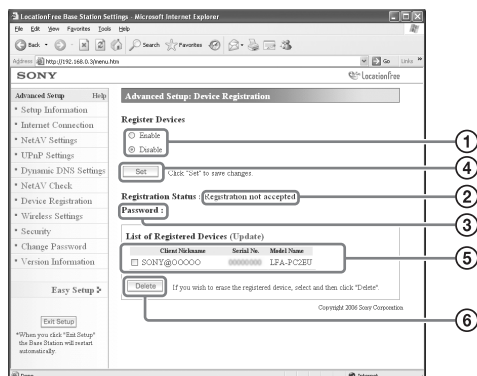 LocationFree Base Station Settings - Microsoft Internet Explorer
File Edit View Favorites Tools Help
Back Search Favorites
Address http://192.168.0.3/menu.htm Go Links »
SONY LocationFree
Advanced Setup Help
* Setup Information
* Internet Connection
* NetAV Settings
* UPnP Settings
* Dynamic DNS Settings
* NetAV Check
* Device Registration
* Wireless Settings
* Security
* Change Password
* Version Information
Easy Setup
Exit Setup
*When you click "Exit Setup"
the Base Station will restart
automatically.
Advanced Setup: Device Registration
Register Devices
Enable
Disable
1
Set Click "Set" to save changes.
4
Registration Status : Registration not accepted
2
Password :
3
List of Registered Devices (Update)
Client Nickname Serial No. Model Name
SONY@OOOOO 00000000 LFA-PC2EU
5
Delete If you wish to erase the registered device, select and then click "Delete".
6
Copyright 2006 Sony Corporation
Done Internet